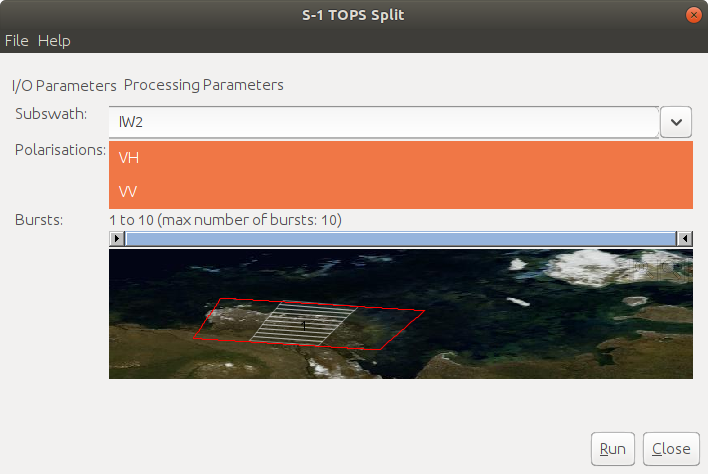 S-1 TOPS Split
File Help
I/O Parameters Processing Parameters
Subswath: IW2
Polarisations: VH
VV
Bursts: 1 to 10 (max number of bursts: 10)
Run Close